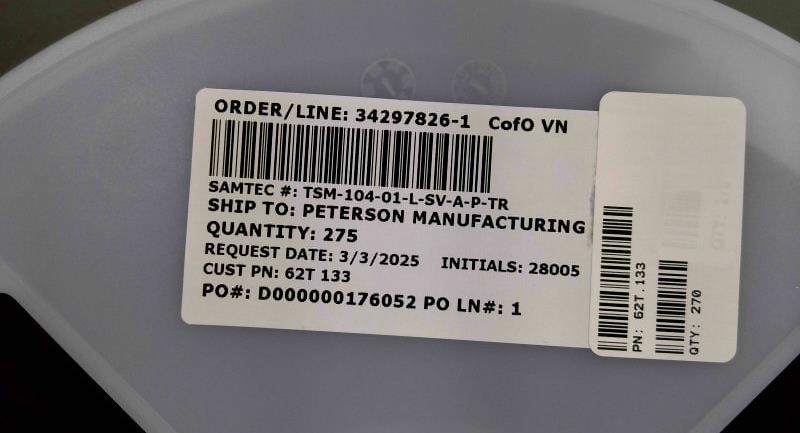 ORDER/LINE: 34297826-1 CofO VN
SAMTEC #: TSM-104-01-L-SV-A-P-TR
SHIP TO: PETERSON MANUFACTURING
QUANTITY: 275
REQUEST DATE: 3/3/2025 INITIALS: 28005
CUST PN: 62T 133
PO#: D000000176052 PO LN#: 1
PN: 62T.133
QTY: 270